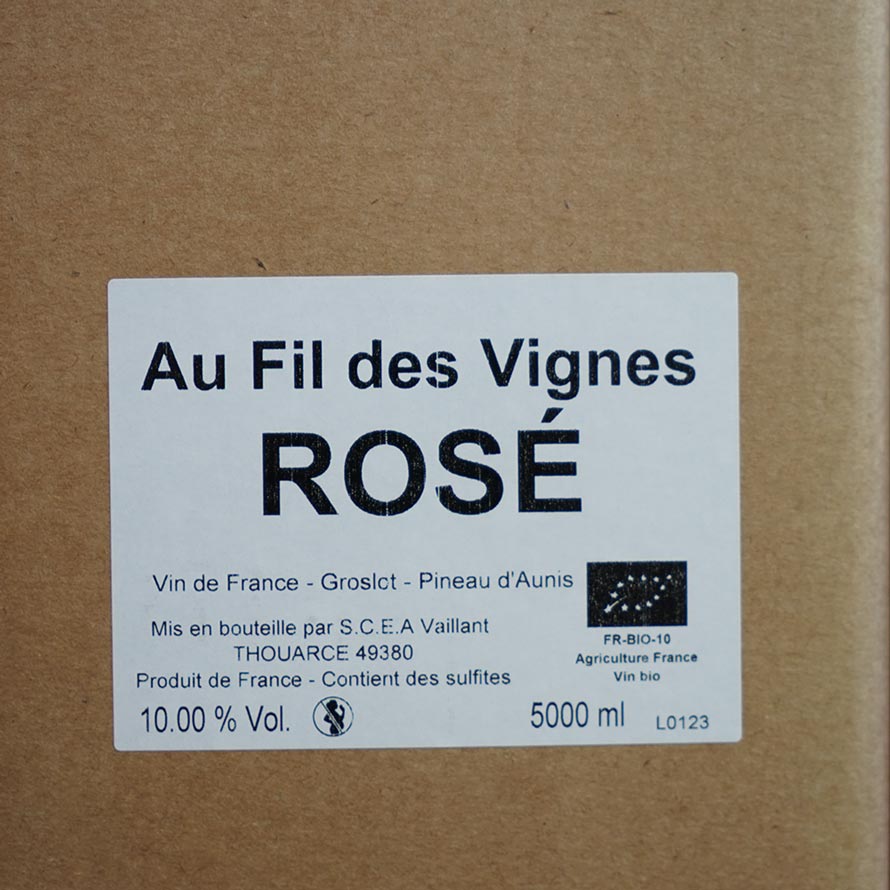 Au Fil des Vignes
ROSÉ
Vin de France - Groslot - Pineau d'Aunis
Mis en bouteille par S.C.E.A Vaillant
THOUARCE 49380
Produit de France - Contient des sulfites
FR-BIO-10
Agriculture France
Vin bio
10.00 % Vol.
5000 ml
L0123